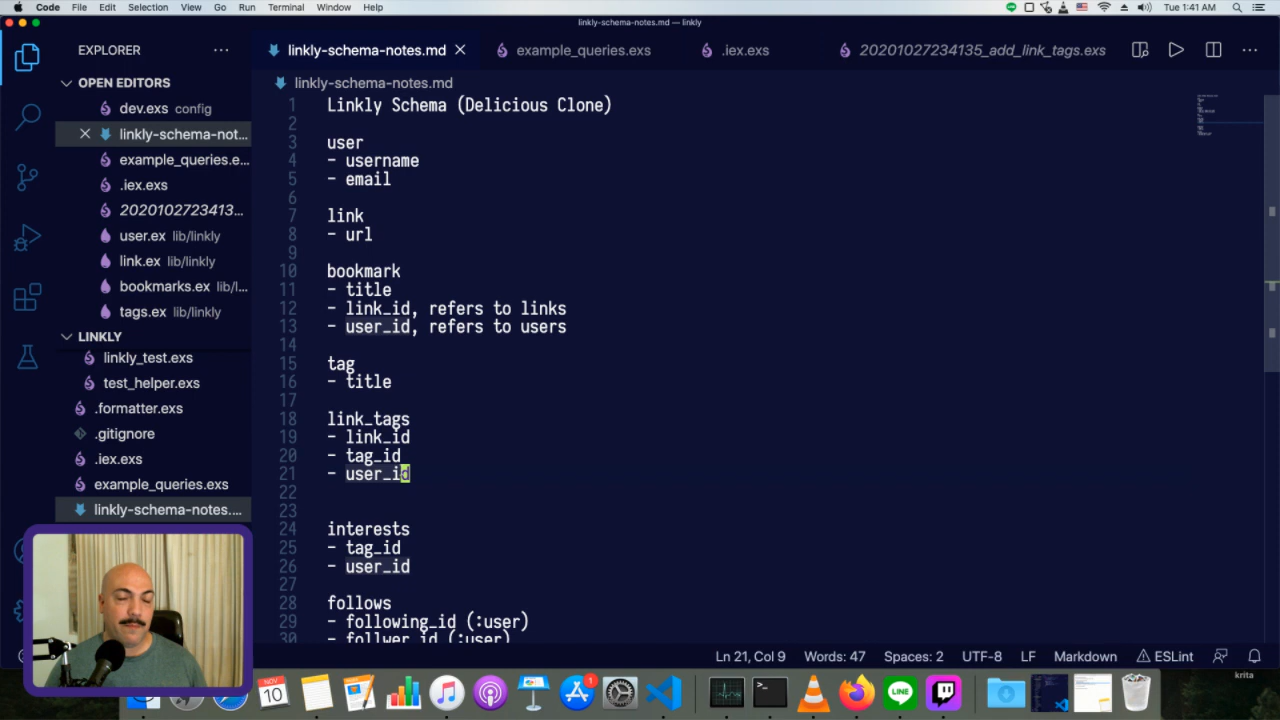 Code File Edit Selection View Go Run Terminal Window Help Tue 1:41 AM
linkly-schema-notes.md — linkly
EXPLORER
linkly-schema-notes.md example_queries.exs .iex.exs 20201027234135_add_link_tags.exs
OPEN EDITORS
dev.exs config
linkly-schema-not...
example_queries.e...
.iex.exs
2020102723413...
user.ex lib/linkly
link.ex lib/linkly
bookmarks.ex lib/l...
tags.ex lib/linkly
LINKLY
linkly_test.exs
test_helper.exs
.formatter.exs
.gitignore
.iex.exs
example_queries.exs
linkly-schema-notes....
linkly-schema-notes.md
1 Linkly Schema (Delicious Clone)
2
3 user
4 - username
5 - email
6
7 link
8 - url
9
10 bookmark
11 - title
12 - link_id, refers to links
13 - user_id, refers to users
14
15 tag
16 - title
17
18 link_tags
19 - link_id
20 - tag_id
21 - user_id
22
23
24 interests
25 - tag_id
26 - user_id
27
28 follows
29 - following_id (:user)
30 - follwer_id (:user)
Ln 21, Col 9 Words: 47 Spaces: 2 UTF-8 LF Markdown ESLint
NOV
10
1
LINE
krita